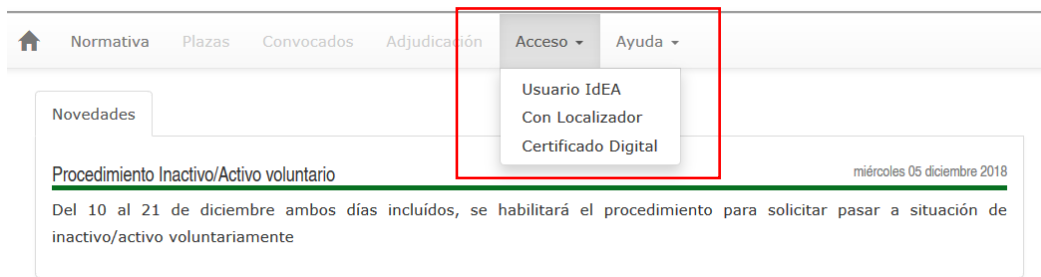 Normativa Plazas Convocados Adjudicación Acceso Ayuda
Usuario IdEA
Con Localizador
Certificado Digital
Novedades
Procedimiento Inactivo/Activo voluntario miércoles 05 diciembre 2018
Del 10 al 21 de diciembre ambos días incluídos, se habilitará el procedimiento para solicitar pasar a situación de
inactivo/activo voluntariamente